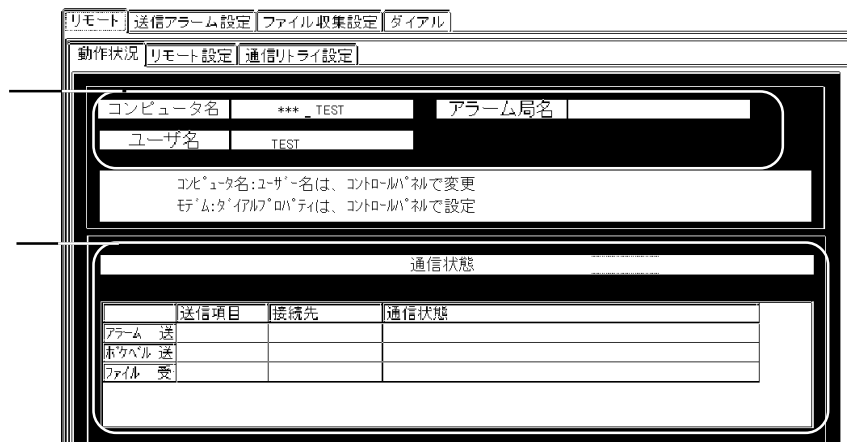 リモート 送信アラーム設定 ファイル収集設定 ダイアル
動作状況 リモート設定 通信リトライ設定
コンピュータ名 *** _ TEST アラーム局名
ユーザ名 TEST
ｺﾝﾋﾟｭｰﾀ名:ﾕｰｻﾞｰ名は、ｺﾝﾄﾛｰﾙﾊﾟﾈﾙで変更
ﾓﾃﾞﾑ:ﾀﾞｲｱﾙﾌﾟﾛﾊﾟﾃｨは、ｺﾝﾄﾛｰﾙﾊﾟﾈﾙで設定
通信状態
送信項目 接続先 通信状態
ｱﾗｰﾑ 送
ﾎﾟｹﾍﾞﾙ 送
ﾌｧｲﾙ 受